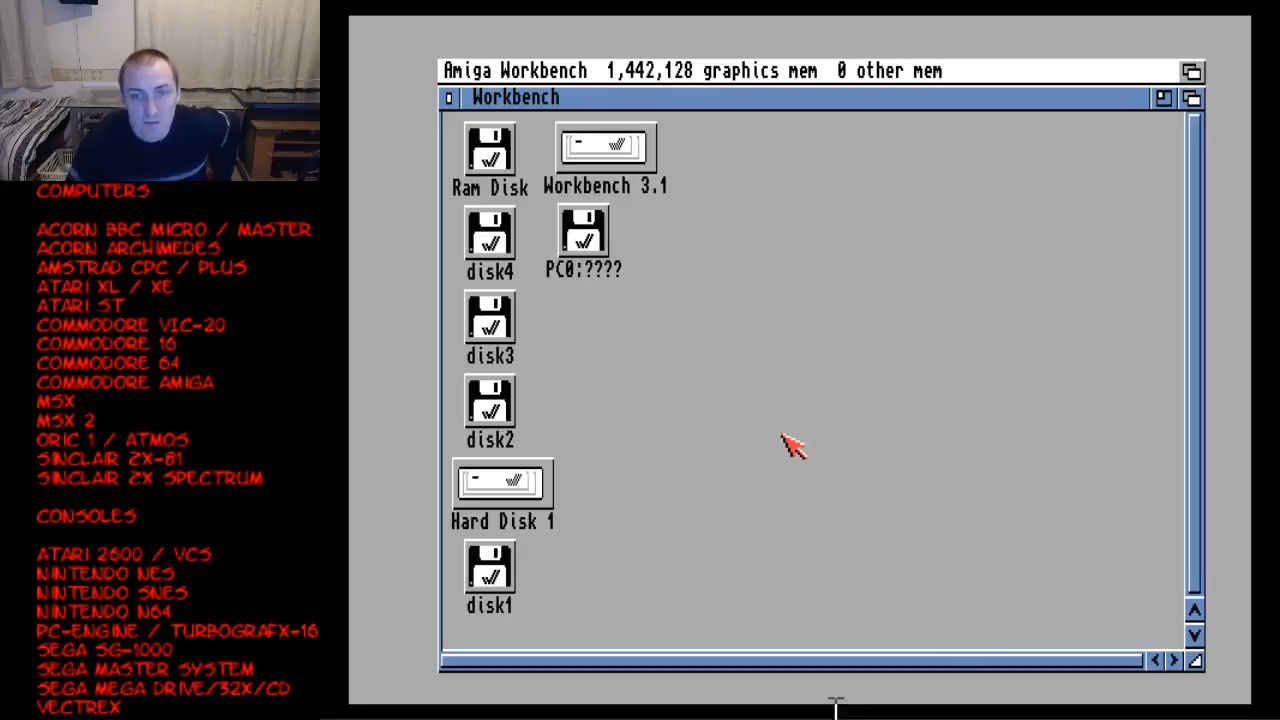 COMPUTERS
ACORN BBC MICRO / MASTER
ACORN ARCHIMEDES
AMSTRAD CPC / PLUS
ATARI XL / XE
ATARI ST
COMMODORE VIC-20
COMMODORE 16
COMMODORE 64
COMMODORE AMIGA
MSX
MSX 2
ORIC 1 / ATMOS
SINCLAIR ZX-81
SINCLAIR ZX SPECTRUM
CONSOLES
ATARI 2600 / VCS
NINTENDO NES
NINTENDO SNES
NINTENDO N64
PC-ENGINE / TURBOGRAFX-16
SEGA SG-1000
SEGA MASTER SYSTEM
SEGA MEGA DRIVE/32X/CD
VECTREX
Amiga Workbench 1,442,128 graphics mem 0 other mem
Workbench
Ram Disk
Workbench 3.1
disk4
PC0:????
disk3
disk2
Hard Disk 1
disk1